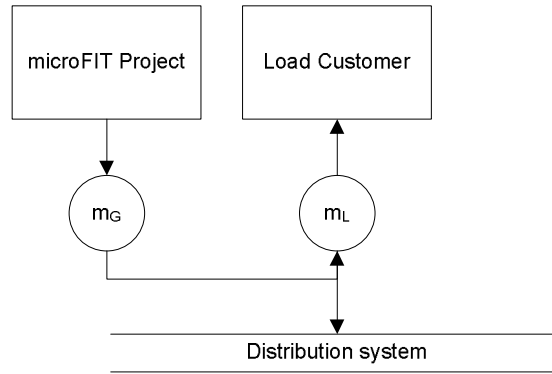 microFIT Project
Load Customer
mG
mL
Distribution system